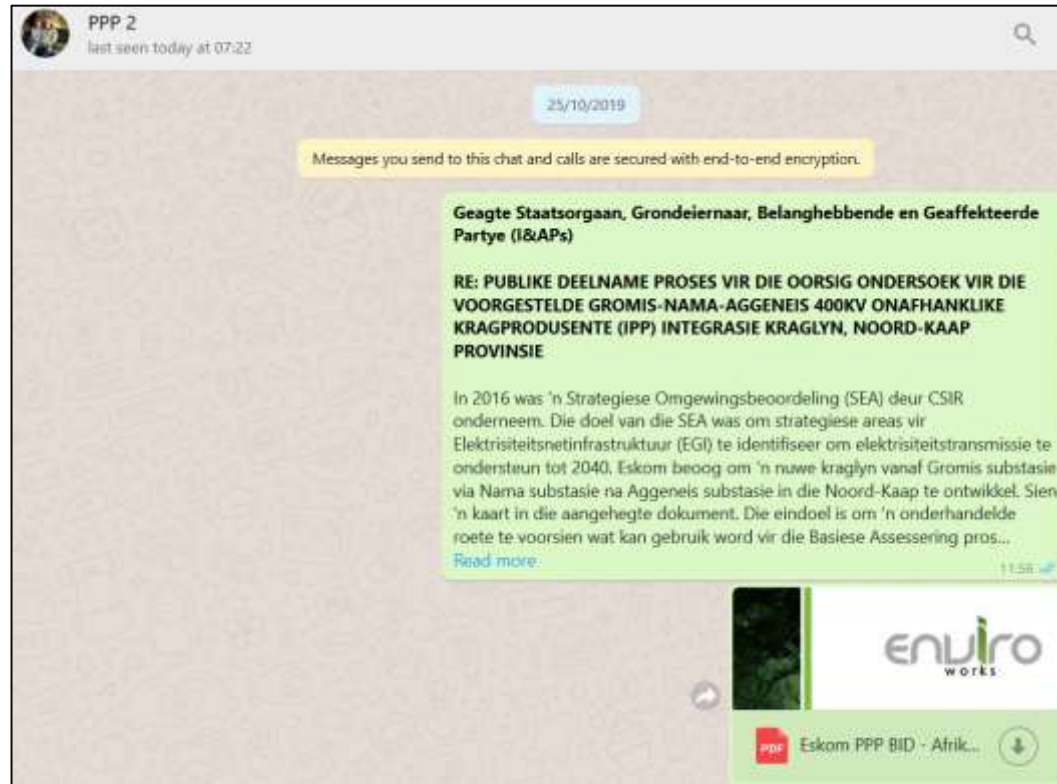 PPP 2
last seen today at 07:22
25/10/2019
Messages you send to this chat and calls are secured with end-to-end encryption.
Geagte Staatsorgaan, Grondeiernaar, Belanghebbende en Geaffekteerde
Partye (I&APs)
RE: PUBLIKE DEELNAME PROSES VIR DIE OORSIG ONDERSOEK VIR DIE
VOORGESTELDE GROMIS-NAMA-AGGENEIS 400KV ONAFHANKLIKE
KRAGPRODUSENTE (IPP) INTEGRASIE KRAGLYN, NOORD-KAAP
PROVINSIE
In 2016 was 'n Strategiese Omgewingsbeoordeling (SEA) deur CSIR
onderneem. Die doel van die SEA was om strategiese areas vir
Elektrisiteitsnetinfrastruktuur (EGI) te identifiseer om elektrisiteitstransmissie te
ondersteun tot 2040. Eskom beoog om 'n nuwe kraglyn vanaf Gromis substasie
via Nama substasie na Aggeneis substasie in die Noord-Kaap te ontwikkel. Sien
'n kaart in die aangehegte dokument. Die eindoel is om 'n onderhandelde
roete te voorsien wat kan gebruik word vir die Basiese Assessering pros...
Read more
11:56
enviro
works
PDF
Eskom PPP BID - Afrik...